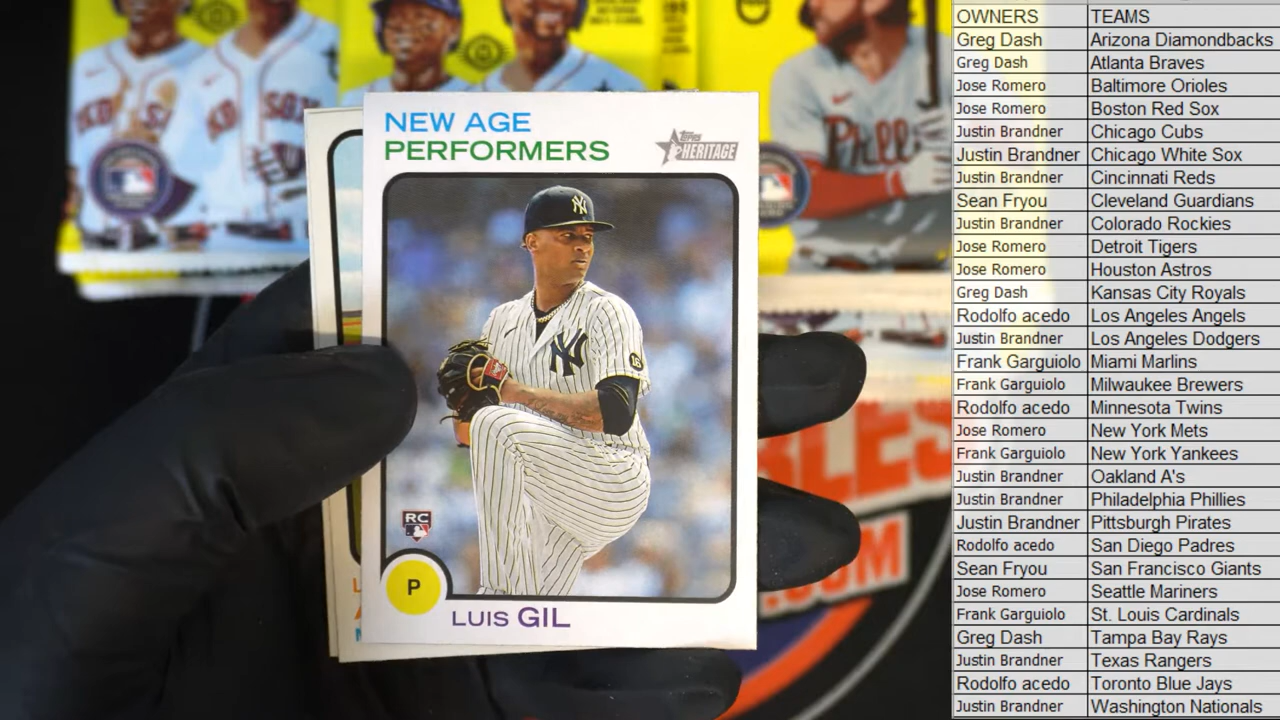 NEW AGE
PERFORMERS
TOPPS
HERITAGE
NY
NY
16
RC
P
LUIS GIL
RED SOX
Phillies
.COM
OWNERS TEAMS
Greg Dash Arizona Diamondbacks
Greg Dash Atlanta Braves
Jose Romero Baltimore Orioles
Jose Romero Boston Red Sox
Justin Brandner Chicago Cubs
Justin Brandner Chicago White Sox
Justin Brandner Cincinnati Reds
Sean Fryou Cleveland Guardians
Justin Brandner Colorado Rockies
Jose Romero Detroit Tigers
Jose Romero Houston Astros
Greg Dash Kansas City Royals
Rodolfo acedo Los Angeles Angels
Justin Brandner Los Angeles Dodgers
Frank Garguiolo Miami Marlins
Frank Garguiolo Milwaukee Brewers
Rodolfo acedo Minnesota Twins
Jose Romero New York Mets
Frank Garguiolo New York Yankees
Justin Brandner Oakland A's
Justin Brandner Philadelphia Phillies
Justin Brandner Pittsburgh Pirates
Rodolfo acedo San Diego Padres
Sean Fryou San Francisco Giants
Jose Romero Seattle Mariners
Frank Garguiolo St. Louis Cardinals
Greg Dash Tampa Bay Rays
Justin Brandner Texas Rangers
Rodolfo acedo Toronto Blue Jays
Justin Brandner Washington Nationals